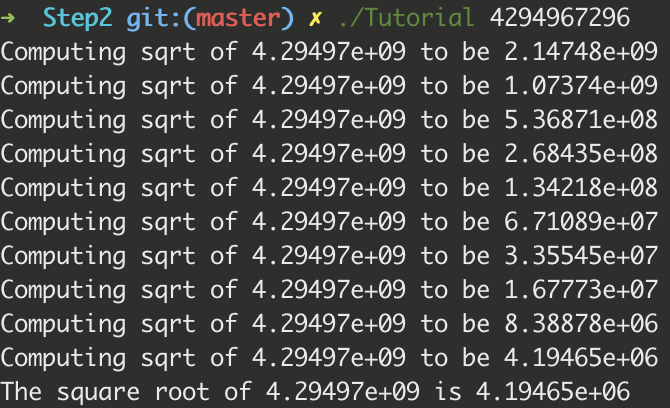 ➜ Step2 git:(master) ✗ ./Tutorial 4294967296
Computing sqrt of 4.29497e+09 to be 2.14748e+09
Computing sqrt of 4.29497e+09 to be 1.07374e+09
Computing sqrt of 4.29497e+09 to be 5.36871e+08
Computing sqrt of 4.29497e+09 to be 2.68435e+08
Computing sqrt of 4.29497e+09 to be 1.34218e+08
Computing sqrt of 4.29497e+09 to be 6.71089e+07
Computing sqrt of 4.29497e+09 to be 3.35545e+07
Computing sqrt of 4.29497e+09 to be 1.67773e+07
Computing sqrt of 4.29497e+09 to be 8.38878e+06
Computing sqrt of 4.29497e+09 to be 4.19465e+06
The square root of 4.29497e+09 is 4.19465e+06